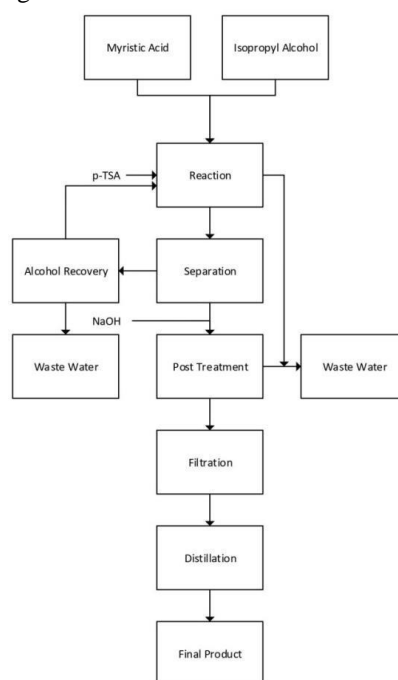 Myristic Acid
Isopropyl Alcohol
p-TSA
Reaction
Alcohol Recovery
Separation
NaOH
Waste Water
Post Treatment
Waste Water
Filtration
Distillation
Final Product